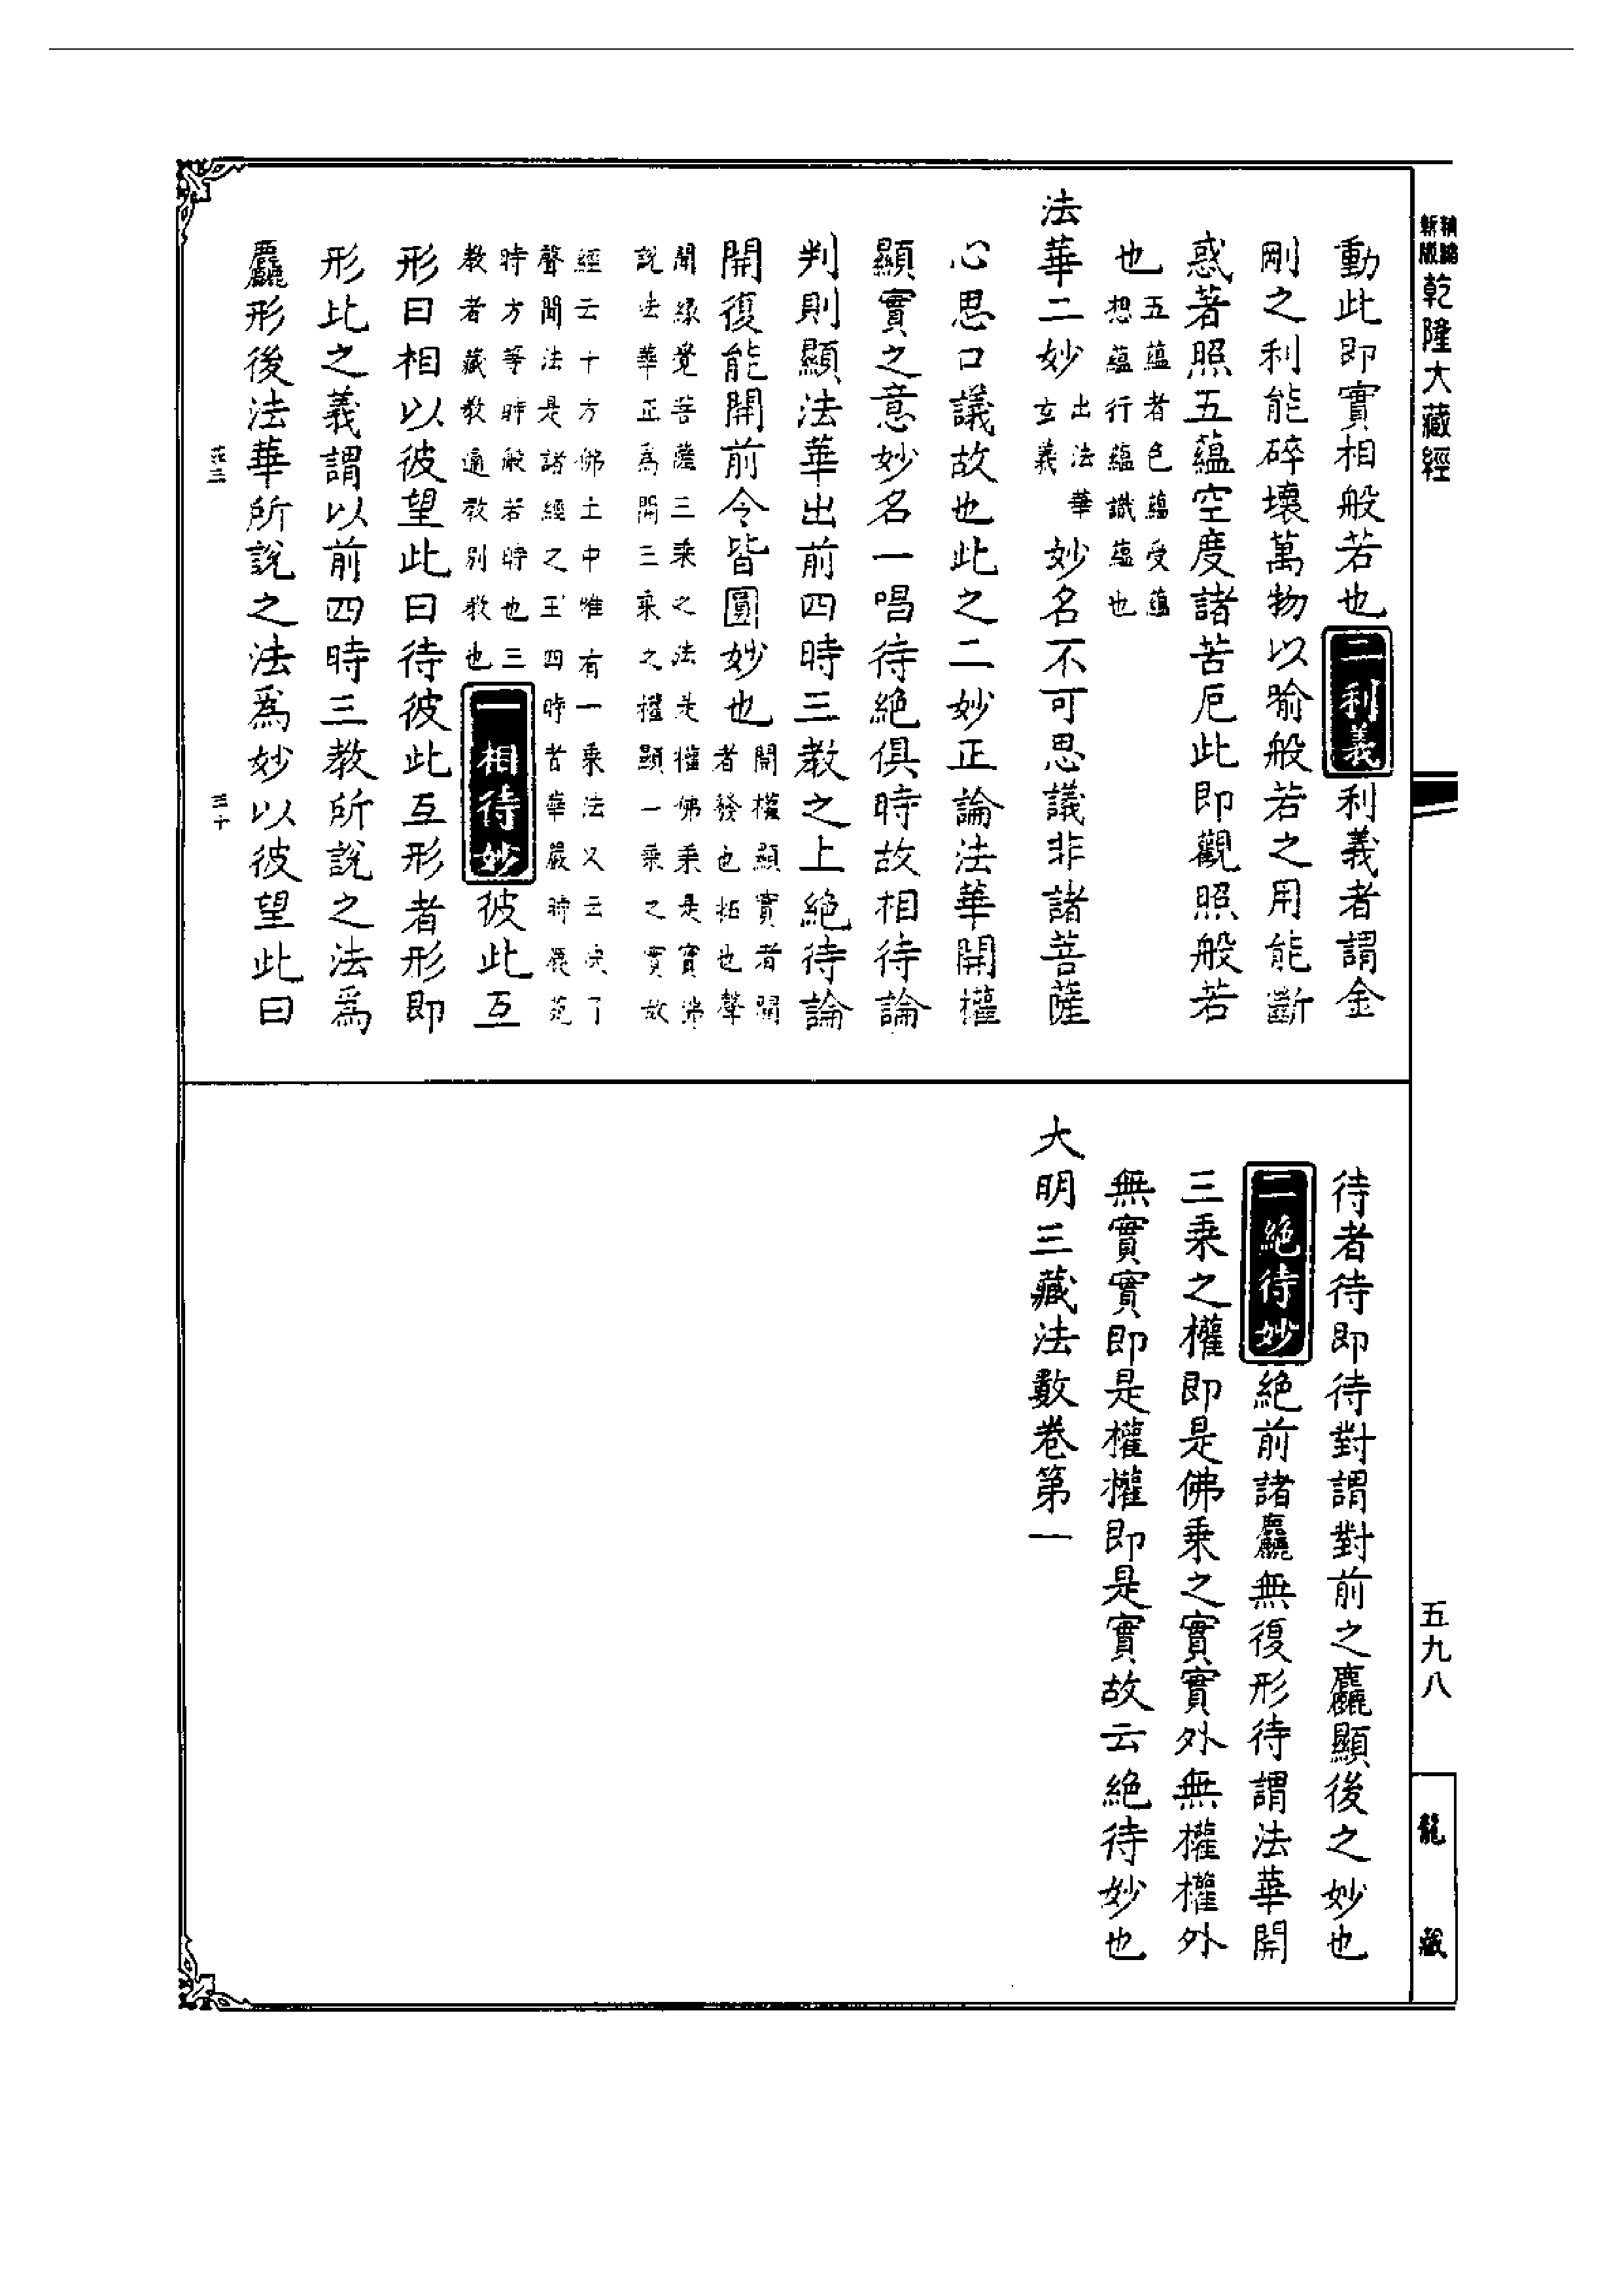 乾隆大藏經
五九八
龍藏
動此即實相般若也二利義利義者謂金
剛之利能碎壞萬物以喻般若之用能斷
惑著照五蘊空度諸苦厄此即觀照般若
也五蘊者色蘊受蘊
想蘊行蘊識蘊也
法華二妙出法華
玄義妙名不可思議非諸菩薩
心思口議故也此之二妙正論法華開權
顯實之意妙名一唱待絕俱時故相待論
判則顯法華出前四時三教之上絕待論
開復能開前今皆圓妙也開權顯實者開
者發也拓也聲
聞緣覺菩薩三乘之法是權佛乘是實佛
說法華正爲開三乘之權顯一乘之實故
經云十方佛土中惟有一乘法又云決了
聲聞法是諸經之王四時者華嚴時鹿苑
時方等時般若時也三
教者藏教通教別教也一相待妙彼此互
形曰相以彼望此曰待彼此互形者形即
形比之義謂以前四時三教所說之法爲
麤形後法華所說之法爲妙以彼望此曰
三十
待者待即待對謂對前之麤顯後之妙也
二絕待妙絕前諸麤無復形待謂法華開
三乘之權即是佛乘之實實外無權權外
無實實即是權權即是實故云絕待妙也
大明三藏法數卷第一